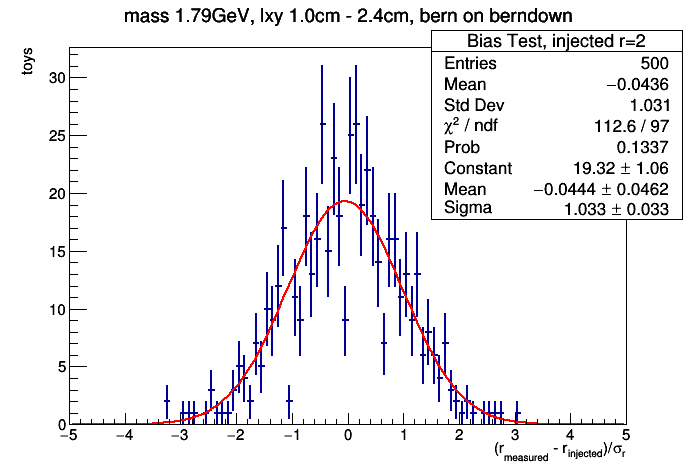 mass 1.79GeV, lxy 1.0cm - 2.4cm, bern on berndown
toys
Bias Test, injected r=2
Entries 500
Mean −0.0436
Std Dev 1.031
χ² / ndf 112.6 / 97
Prob 0.1337
Constant 19.32 ± 1.06
Mean −0.0444 ± 0.0462
Sigma 1.033 ± 0.033
30
25
20
15
10
5
0
−5 −4 −3 −2 −1 0 1 2 3 4 5
(r_measured - r_injected)/σ_r